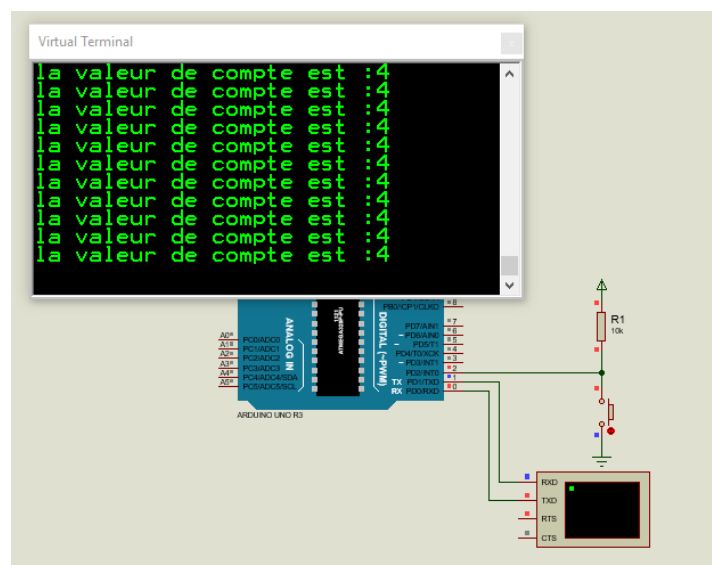 Virtual Terminal
la valeur de compte est :4
la valeur de compte est :4
la valeur de compte est :4
la valeur de compte est :4
la valeur de compte est :4
la valeur de compte est :4
la valeur de compte est :4
la valeur de compte est :4
la valeur de compte est :4
la valeur de compte est :4
la valeur de compte est :4
PB0/ICP1/CLKO 8
R1
10k
ANALOG IN
DIGITAL (~PWM)
1121
A0 PC0/ADC0
A1 PC1/ADC1
A2 PC2/ADC2
A3 PC3/ADC3
A4 PC4/ADC4/SDA
A5 PC5/ADC5/SCL
PD7/AIN1 7
~ PD6/AIN0 6
~ PD5/T1 5
PD4/T0/XCK 4
~ PD3/INT1 3
PD2/INT0 2
TX PD1/TXD 1
RX PD0/RXD 0
ARDUINO UNO R3
RXD
TXD
RTS
CTS